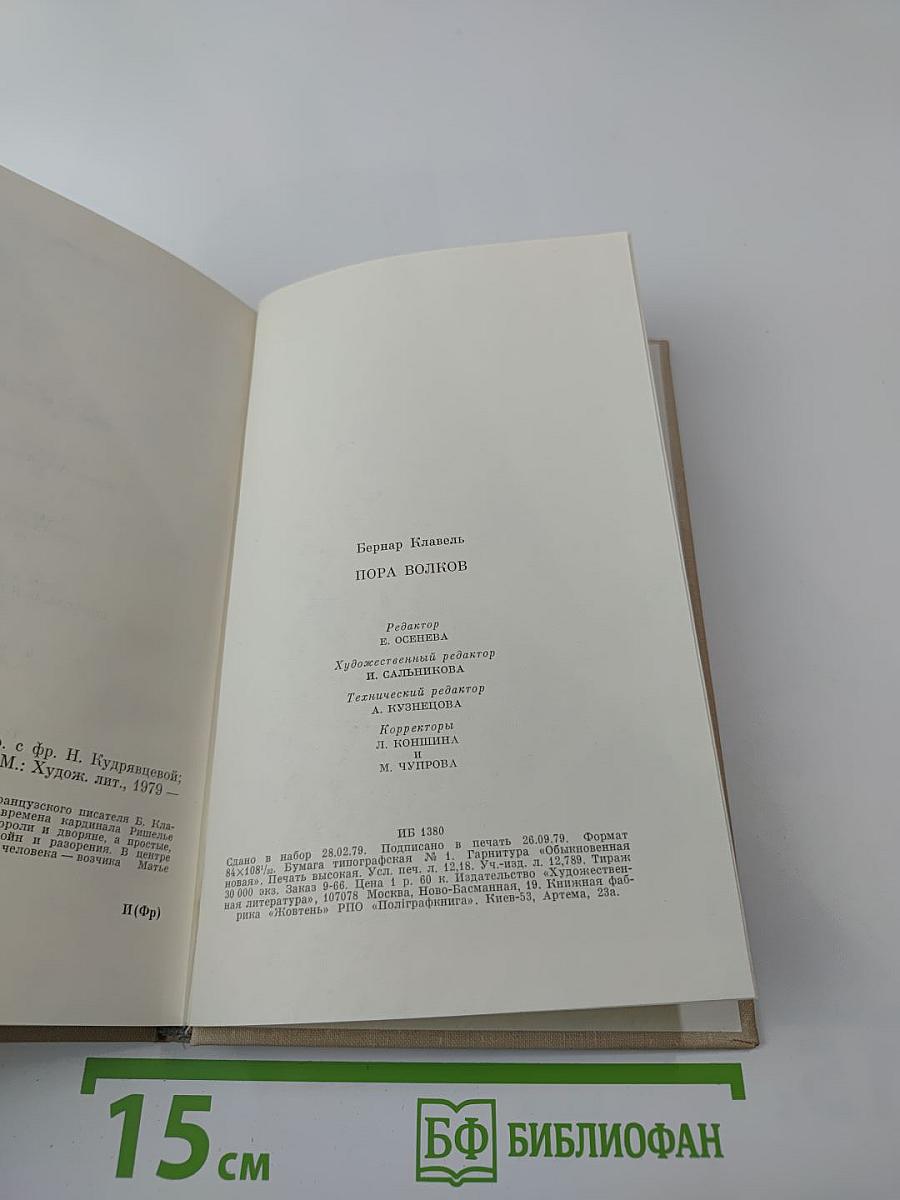 . с фр. Н. Кудрявцевой;
М.: Худож. лит., 1979 —
французского писателя Б. Кла-
времена кардинала Ришелье
ороли и дворяне, а простые,
ойн и разорения. В центре
человека — возчика Матье
И(Фр)
Бернар Клавель
ПОРА ВОЛКОВ
Редактор
Е. ОСЕНЕВА
Художественный редактор
И. САЛЬНИКОВА
Технический редактор
А. КУЗНЕЦОВА
Корректоры
Л. КОНШИНА
и
М. ЧУПРОВА
ИБ 1380
Сдано в набор 28.02.79. Подписано в печать 26.09.79. Формат
84×108¹/₃₂. Бумага типографская № 1. Гарнитура «Обыкновенная
новая». Печать высокая. Усл. печ. л. 12,18. Уч.-изд. л. 12,789. Тираж
30 000 экз. Заказ 9-66. Цена 1 р. 60 к. Издательство «Художествен-
ная литература», 107078 Москва, Ново-Басманная, 19. Книжная фаб-
рика «Жовтень» РПО «Поліграфкнига». Киев-53, Артема, 23а.
15 см
БФ БИБЛИОФАН